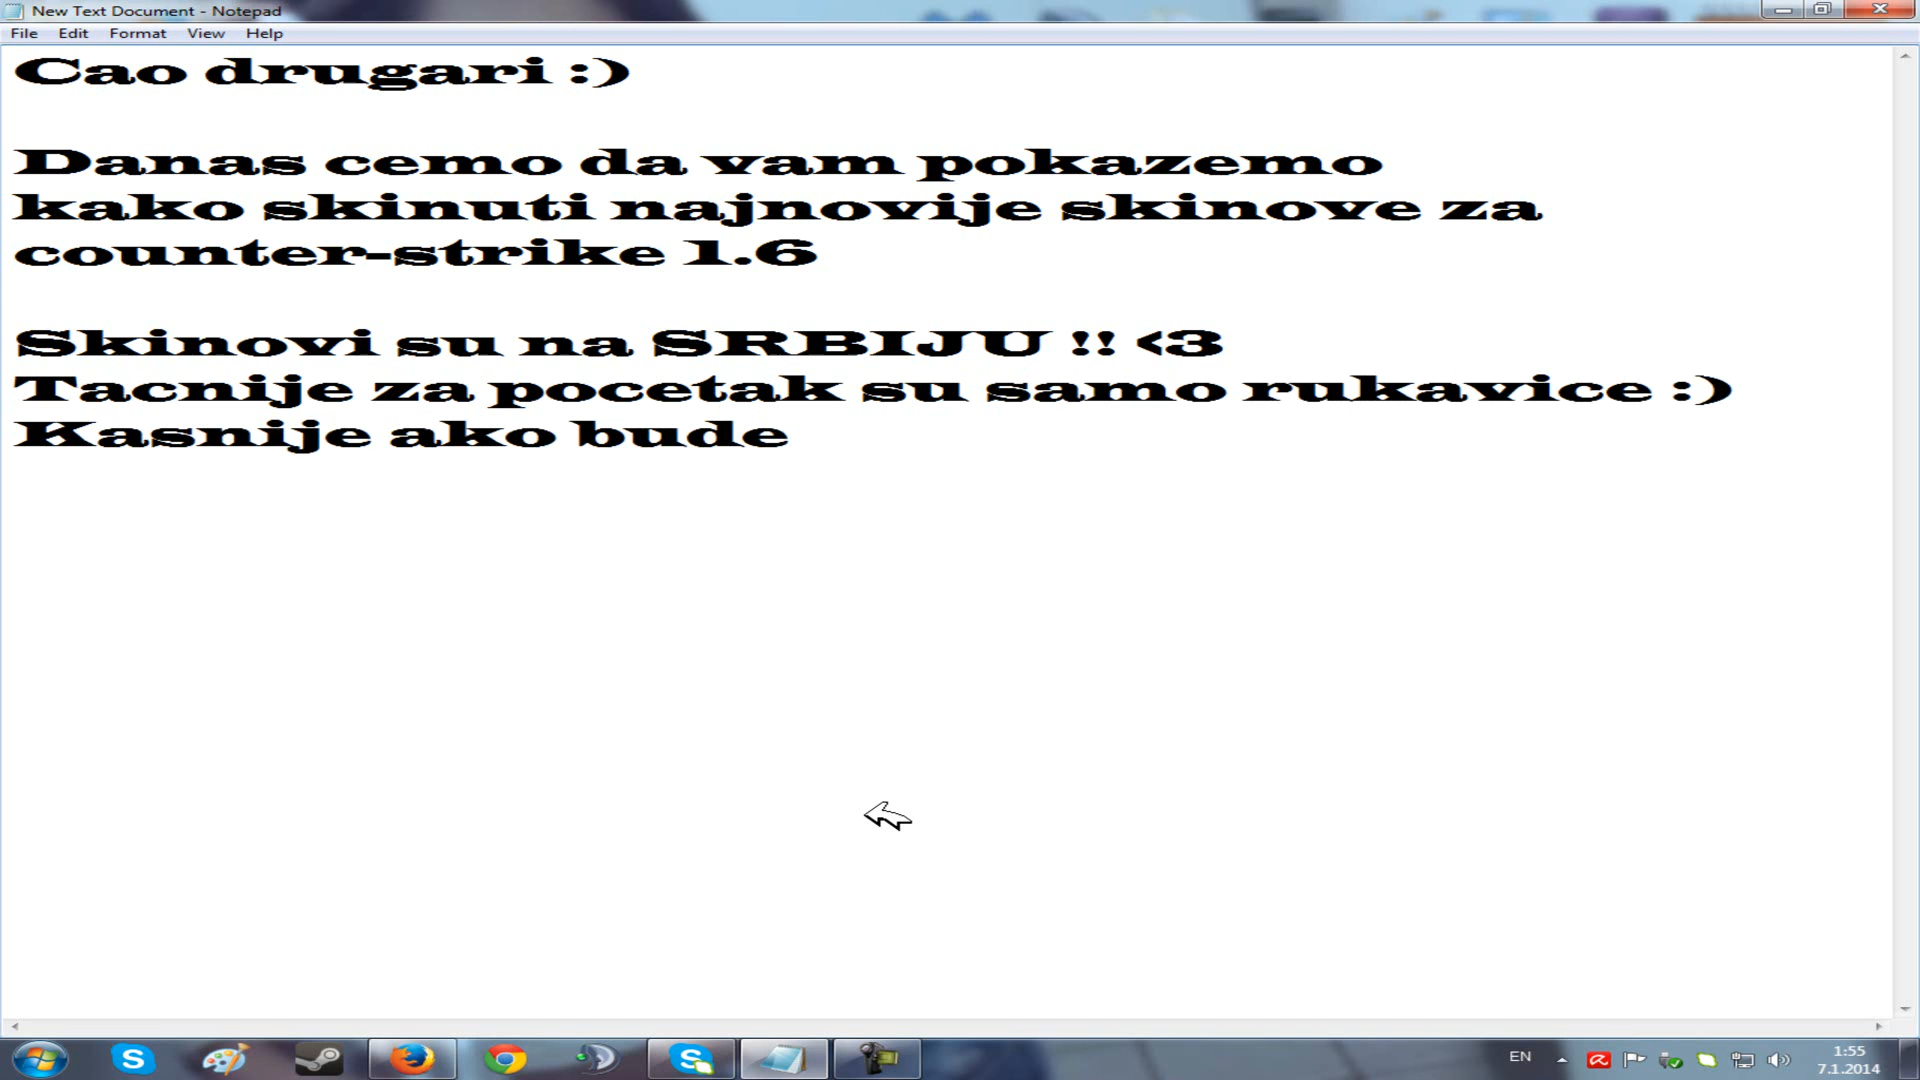 New Text Document - Notepad
File Edit Format View Help
Cao drugari :)
Danas cemo da vam pokazemo
kako skinuti najnovije skinove za
counter-strike 1.6
Skinovi su na SRBIJU !! <3
Tacnije za pocetak su samo rukavice :)
Kasnije ako bude
EN
1:55
7.1.2014